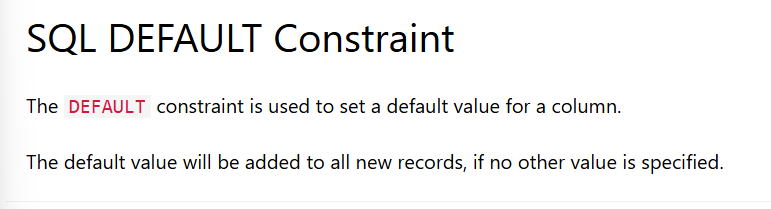 SQL DEFAULT Constraint
The DEFAULT constraint is used to set a default value for a column.
The default value will be added to all new records, if no other value is specified.